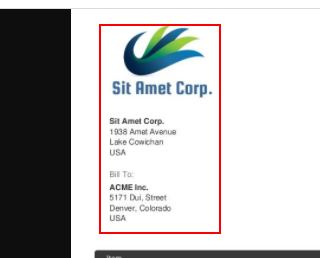 Sit Amet Corp.
Sit Amet Corp.
1938 Amet Avenue
Lake Cowichan
USA
Bill To:
ACME Inc.
5171 Dui, Street
Denver, Colorado
USA